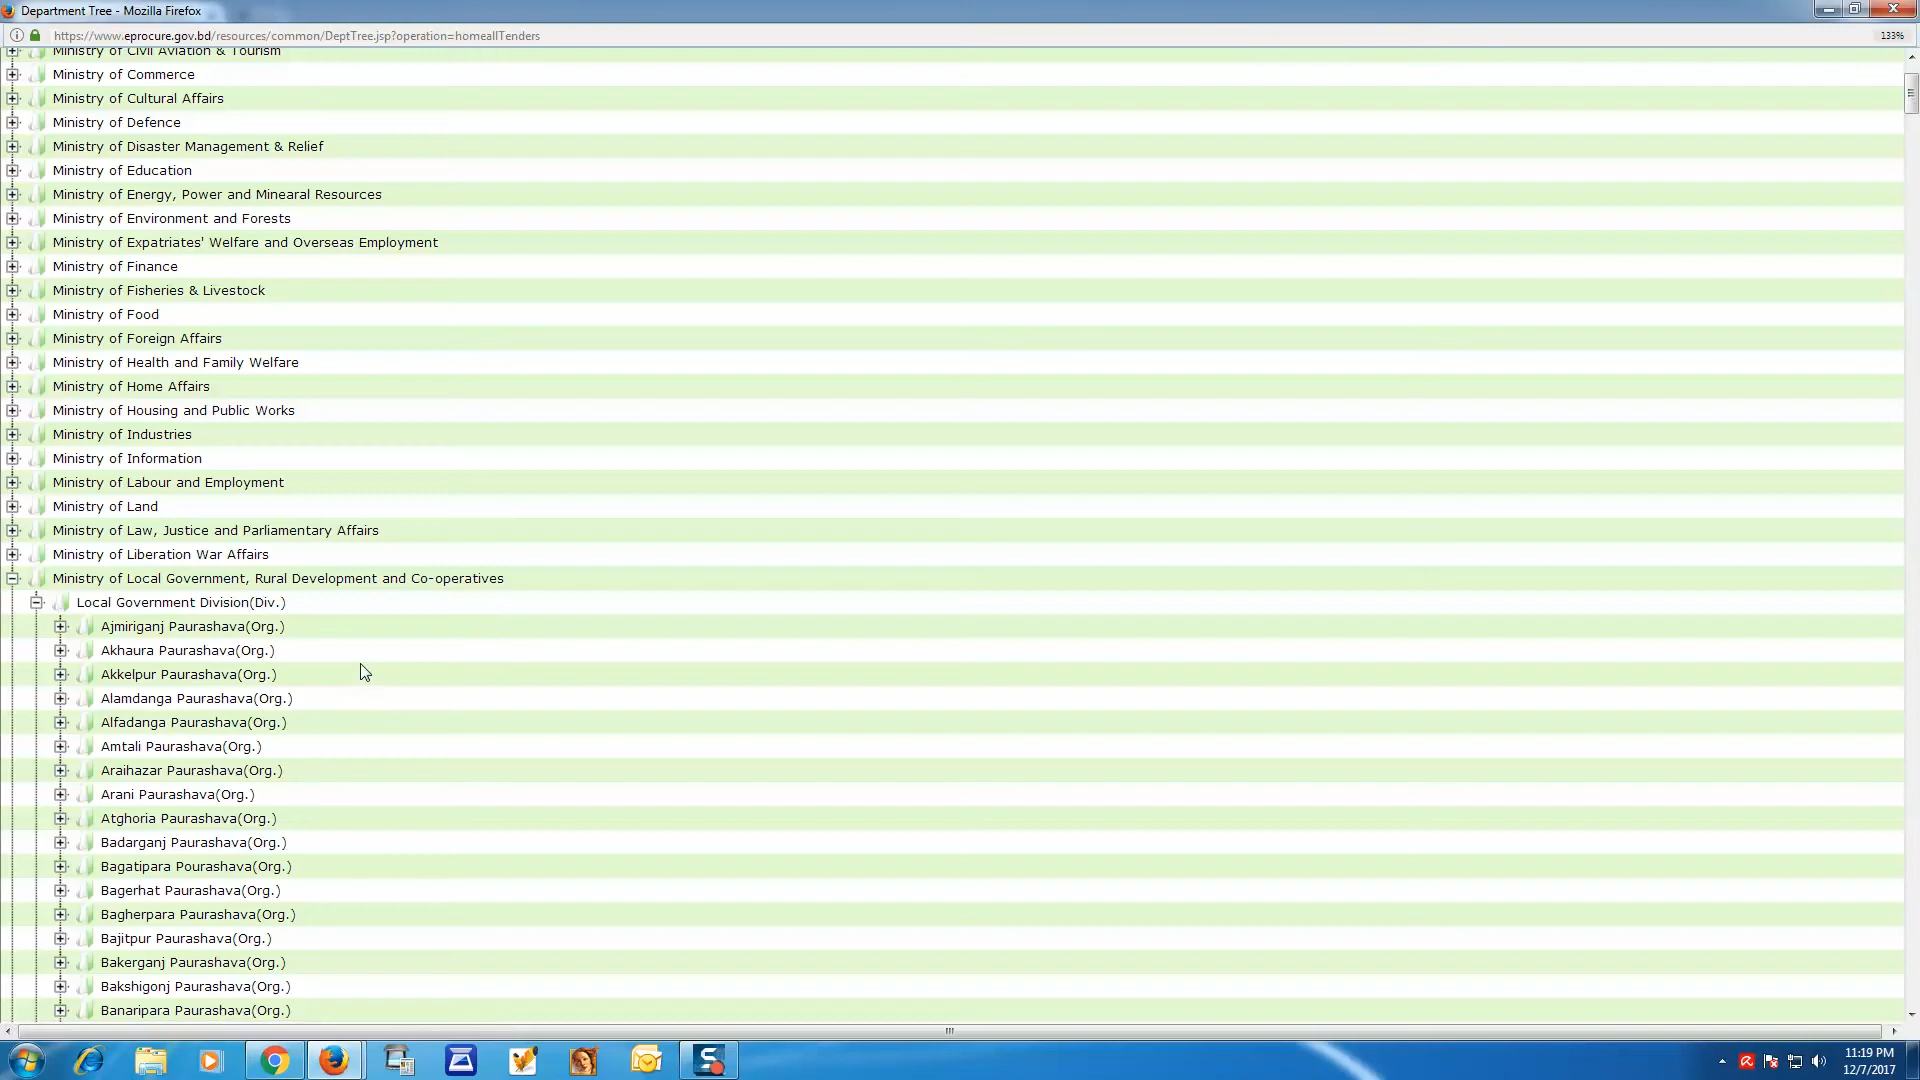 Department Tree - Mozilla Firefox
https://www.eprocure.gov.bd/resources/common/DeptTree.jsp?operation=homeallTenders
133%
Ministry of Civil Aviation & Tourism
Ministry of Commerce
Ministry of Cultural Affairs
Ministry of Defence
Ministry of Disaster Management & Relief
Ministry of Education
Ministry of Energy, Power and Minearal Resources
Ministry of Environment and Forests
Ministry of Expatriates' Welfare and Overseas Employment
Ministry of Finance
Ministry of Fisheries & Livestock
Ministry of Food
Ministry of Foreign Affairs
Ministry of Health and Family Welfare
Ministry of Home Affairs
Ministry of Housing and Public Works
Ministry of Industries
Ministry of Information
Ministry of Labour and Employment
Ministry of Land
Ministry of Law, Justice and Parliamentary Affairs
Ministry of Liberation War Affairs
Ministry of Local Government, Rural Development and Co-operatives
Local Government Division(Div.)
Ajmiriganj Paurashava(Org.)
Akhaura Paurashava(Org.)
Akkelpur Paurashava(Org.)
Alamdanga Paurashava(Org.)
Alfadanga Paurashava(Org.)
Amtali Paurashava(Org.)
Araihazar Paurashava(Org.)
Arani Paurashava(Org.)
Atghoria Paurashava(Org.)
Badarganj Paurashava(Org.)
Bagatipara Pourashava(Org.)
Bagerhat Paurashava(Org.)
Bagherpara Paurashava(Org.)
Bajitpur Paurashava(Org.)
Bakerganj Paurashava(Org.)
Bakshigonj Paurashava(Org.)
Banaripara Paurashava(Org.)
11:19 PM
12/7/2017